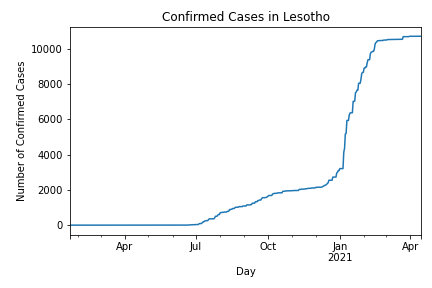 Confirmed Cases in Lesotho
10000
8000
6000
4000
2000
0
Number of Confirmed Cases
Apr Jul Oct Jan Apr
2021
Day